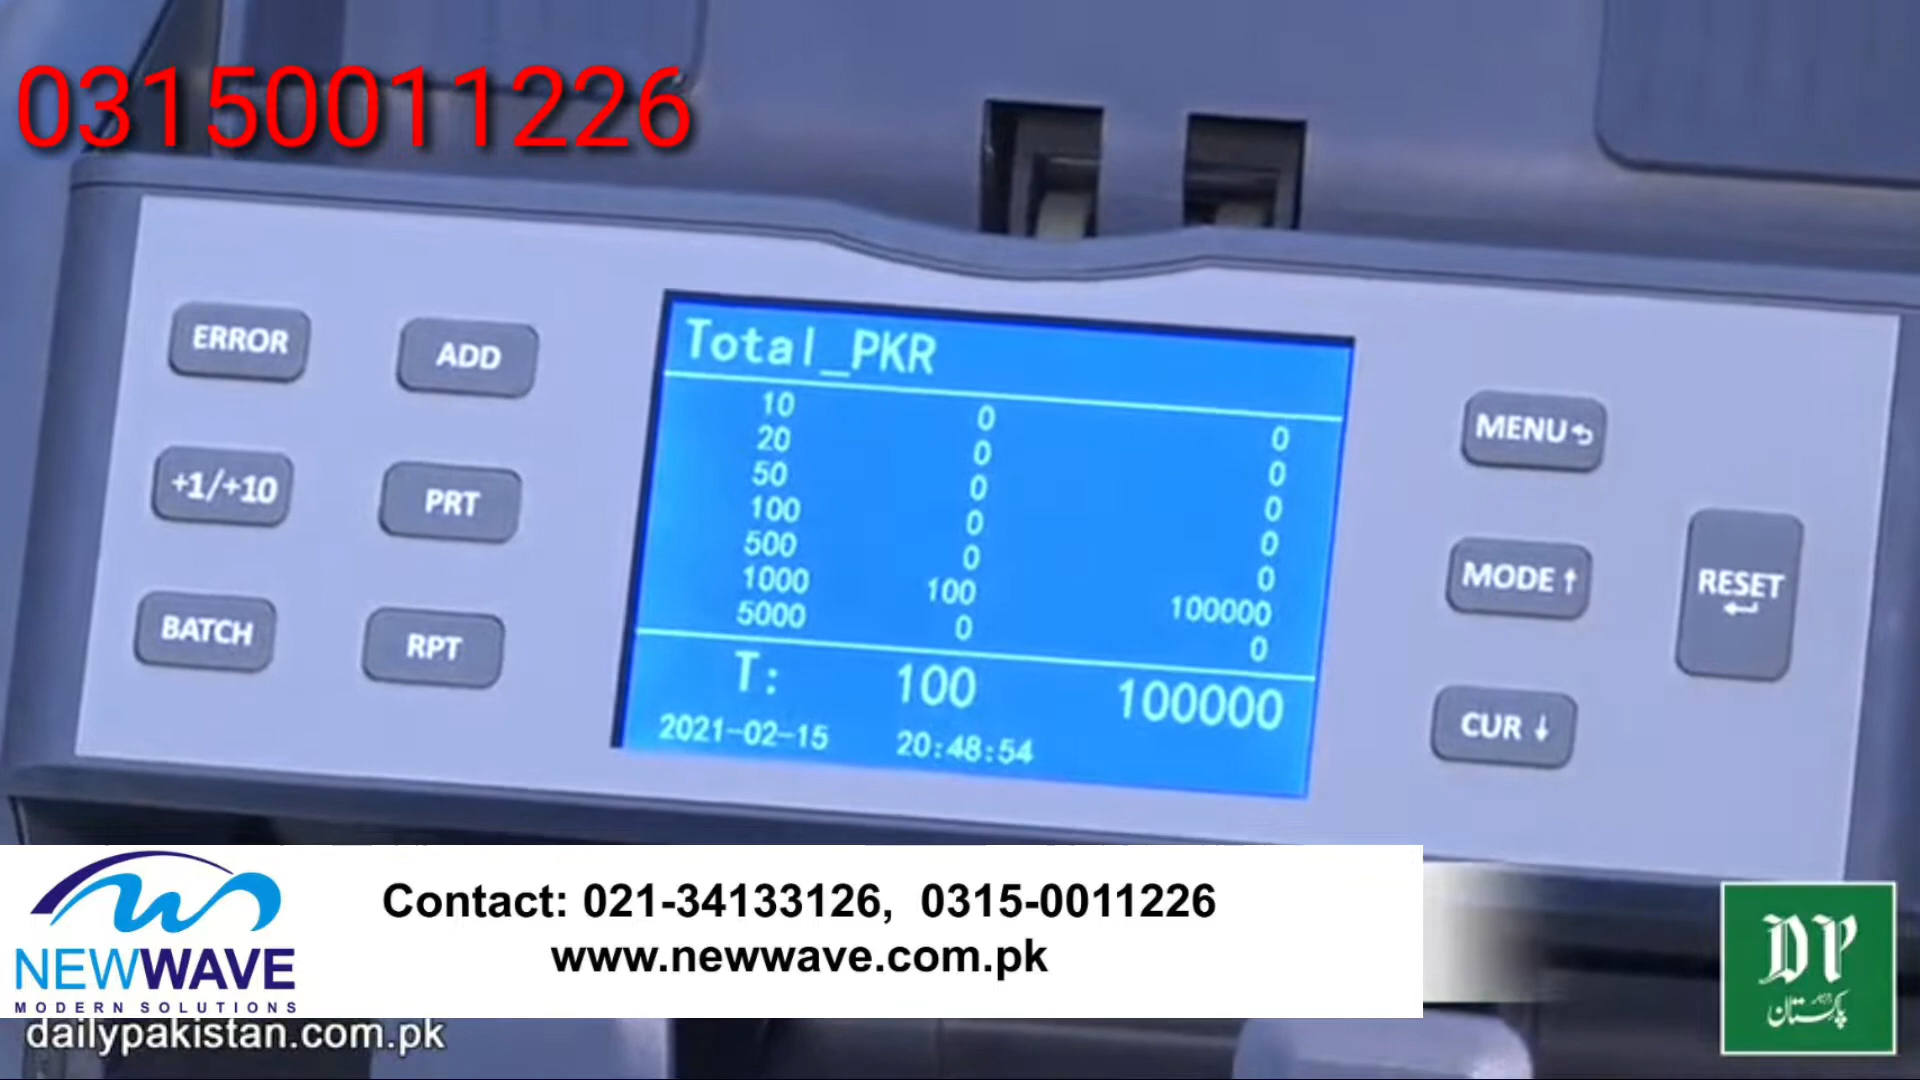 03150011226
ERROR
ADD
+1/+10
PRT
BATCH
RPT
Total_PKR
10 0 0
20 0 0
50 0 0
100 0 0
500 0 0
1000 100 100000
5000 0 0
T: 100 100000
2021-02-15 20:48:54
MENU
MODE ↑
CUR ↓
RESET
Contact: 021-34133126, 0315-0011226
www.newwave.com.pk
NEWWAVE
MODERN SOLUTIONS
dailypakistan.com.pk
DP
روزنامہ
پاکستان